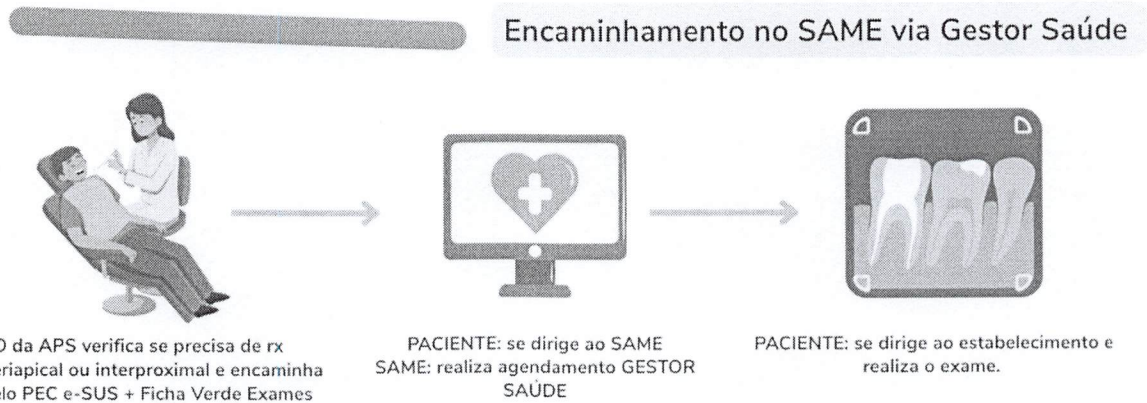 Encaminhamento no SAME via Gestor Saúde
O da APS verifica se precisa de rx
eriapical ou interproximal e encaminha
elo PEC e-SUS + Ficha Verde Exames
PACIENTE: se dirige ao SAME
SAME: realiza agendamento GESTOR
SAÚDE
PACIENTE: se dirige ao estabelecimento e
realiza o exame.